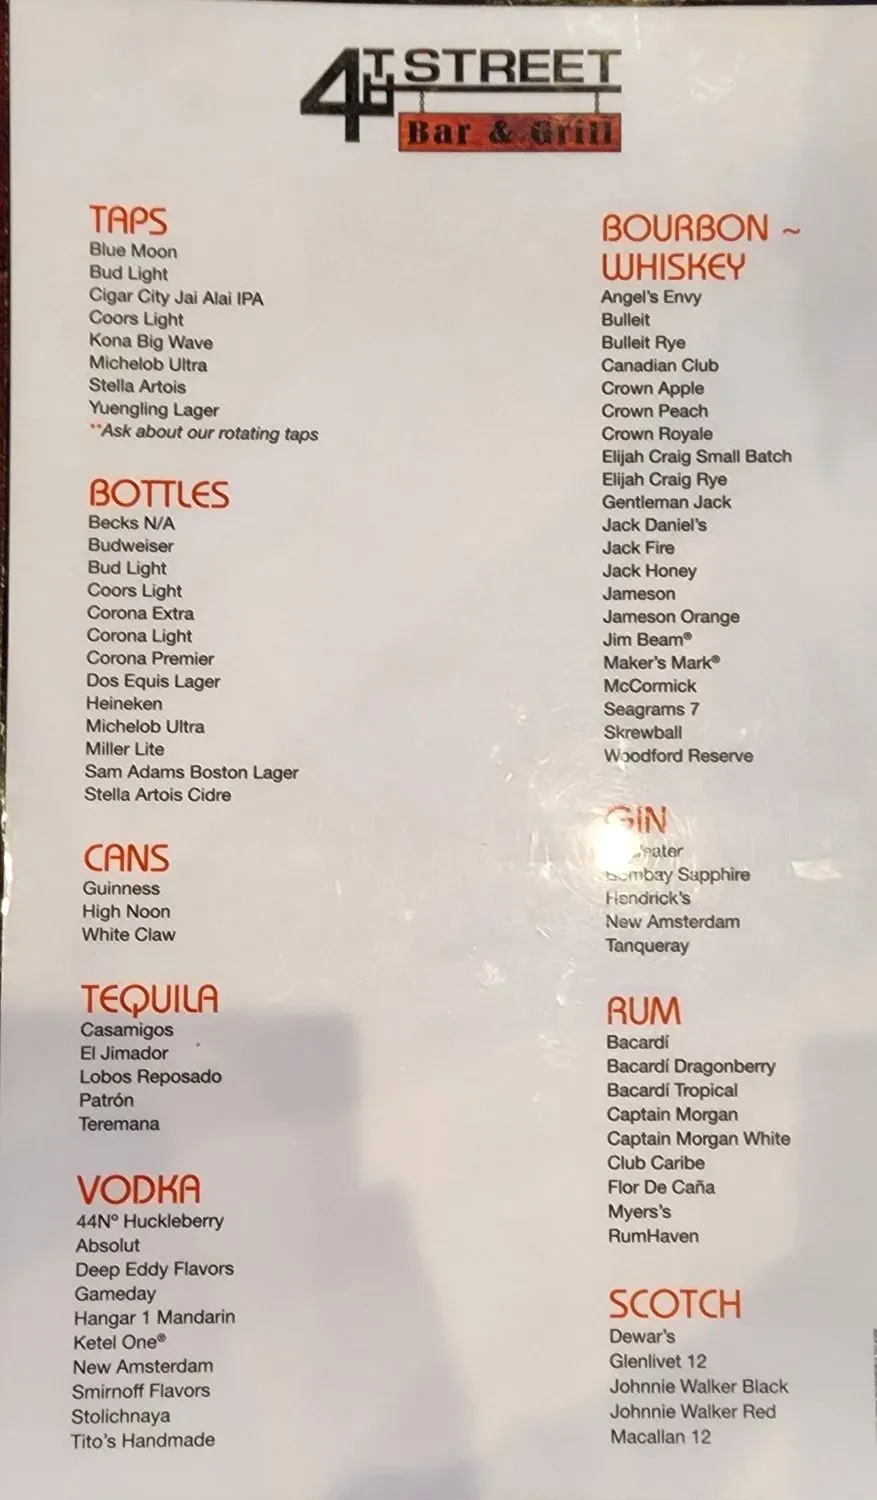 4TH STREET
Bar & Grill
TAPS
Blue Moon
Bud Light
Cigar City Jai Alai IPA
Coors Light
Kona Big Wave
Michelob Ultra
Stella Artois
Yuengling Lager
**Ask about our rotating taps
BOTTLES
Becks N/A
Budweiser
Bud Light
Coors Light
Corona Extra
Corona Light
Corona Premier
Dos Equis Lager
Heineken
Michelob Ultra
Miller Lite
Sam Adams Boston Lager
Stella Artois Cidre
CANS
Guinness
High Noon
White Claw
TEQUILA
Casamigos
El Jimador
Lobos Reposado
Patrón
Teremana
VODKA
44Nº Huckleberry
Absolut
Deep Eddy Flavors
Gameday
Hangar 1 Mandarin
Ketel One®
New Amsterdam
Smirnoff Flavors
Stolichnaya
Tito's Handmade
BOURBON ~
WHISKEY
Angel's Envy
Bulleit
Bulleit Rye
Canadian Club
Crown Apple
Crown Peach
Crown Royale
Elijah Craig Small Batch
Elijah Craig Rye
Gentleman Jack
Jack Daniel's
Jack Fire
Jack Honey
Jameson
Jameson Orange
Jim Beam®
Maker's Mark®
McCormick
Seagrams 7
Skrewball
Woodford Reserve
GIN
Bombay Sapphire
Hendrick's
New Amsterdam
Tanqueray
RUM
Bacardí
Bacardí Dragonberry
Bacardí Tropical
Captain Morgan
Captain Morgan White
Club Caribe
Flor De Caña
Myers's
RumHaven
SCOTCH
Dewar's
Glenlivet 12
Johnnie Walker Black
Johnnie Walker Red
Macallan 12